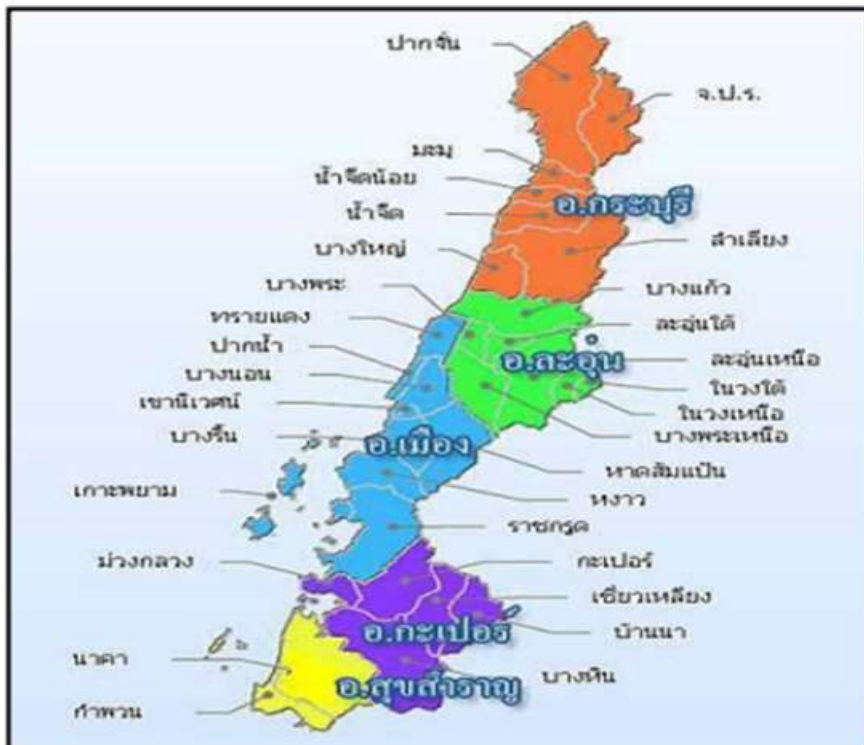 ปากจั่น
จ.ป.ร.
มะมุ
น้ำจืดน้อย
อ.กระบุรี
น้ำจืด
ลำเลียง
บางใหญ่
บางพระ
บางแก้ว
ทรายแดง
ละอุ่นใต้
ปากน้ำ
อ.ละอุ่น
ละอุ่นเหนือ
บางนอน
ในวงใต้
เขานิเวศน์
ในวงเหนือ
บางริ้น
อ.เมือง
บางพระเหนือ
หาดส้มแป้น
เกาะพยาม
หงาว
ราชกรูด
ม่วงกลวง
กะเปอร์
เชี่ยวเหลียง
อ.กะเปอร์
บ้านนา
นาคา
บางหิน
อ.สุขสำราญ
กำพวน